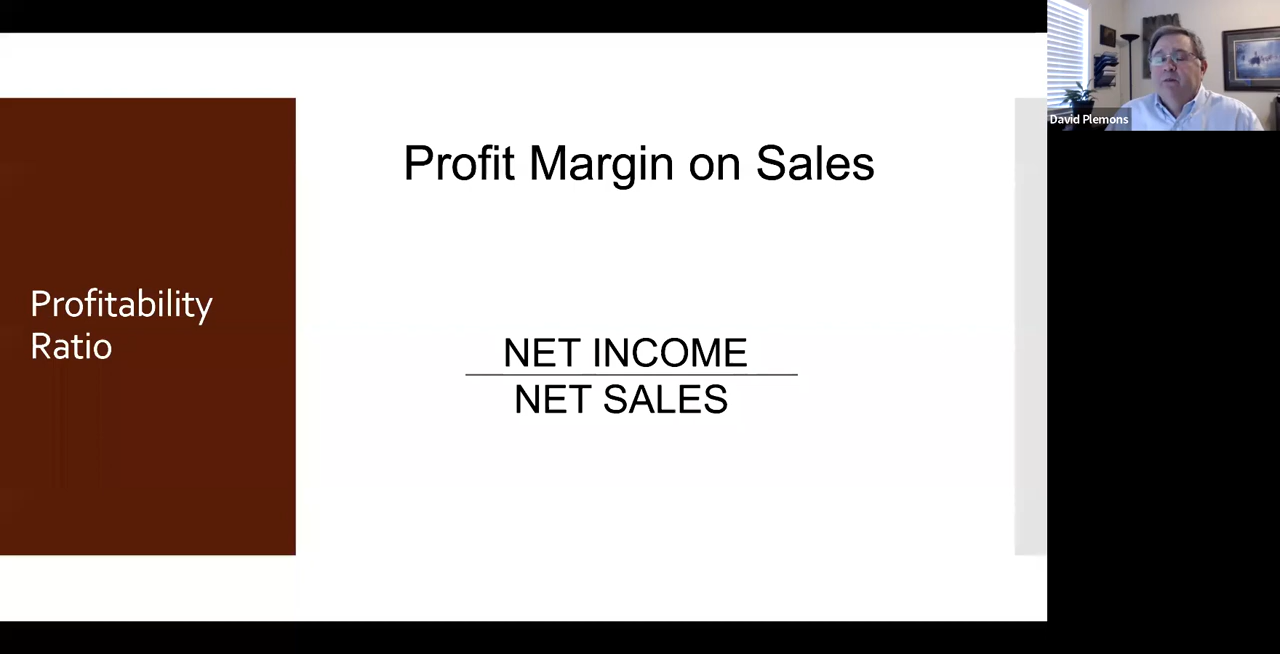 Profit Margin on Sales
Profitability
Ratio
NET INCOME
NET SALES
David Plemons